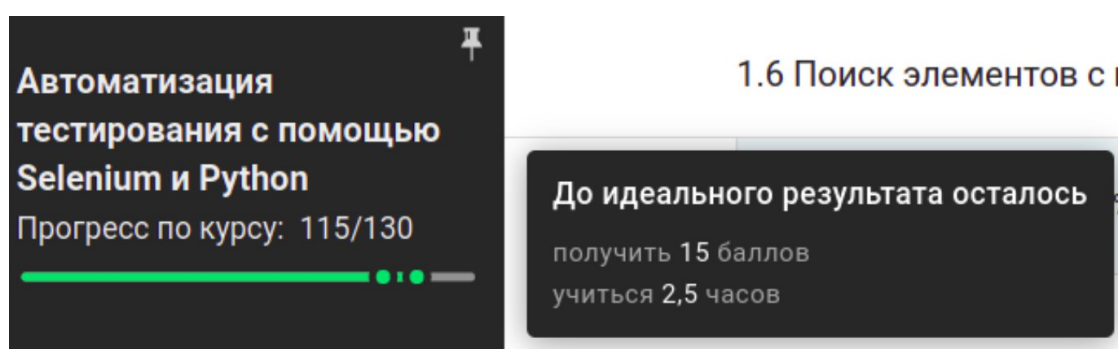 Автоматизация
тестирования с помощью
Selenium и Python
Прогресс по курсу: 115/130
1.6 Поиск элементов с
До идеального результата осталось
получить 15 баллов
учиться 2,5 часов